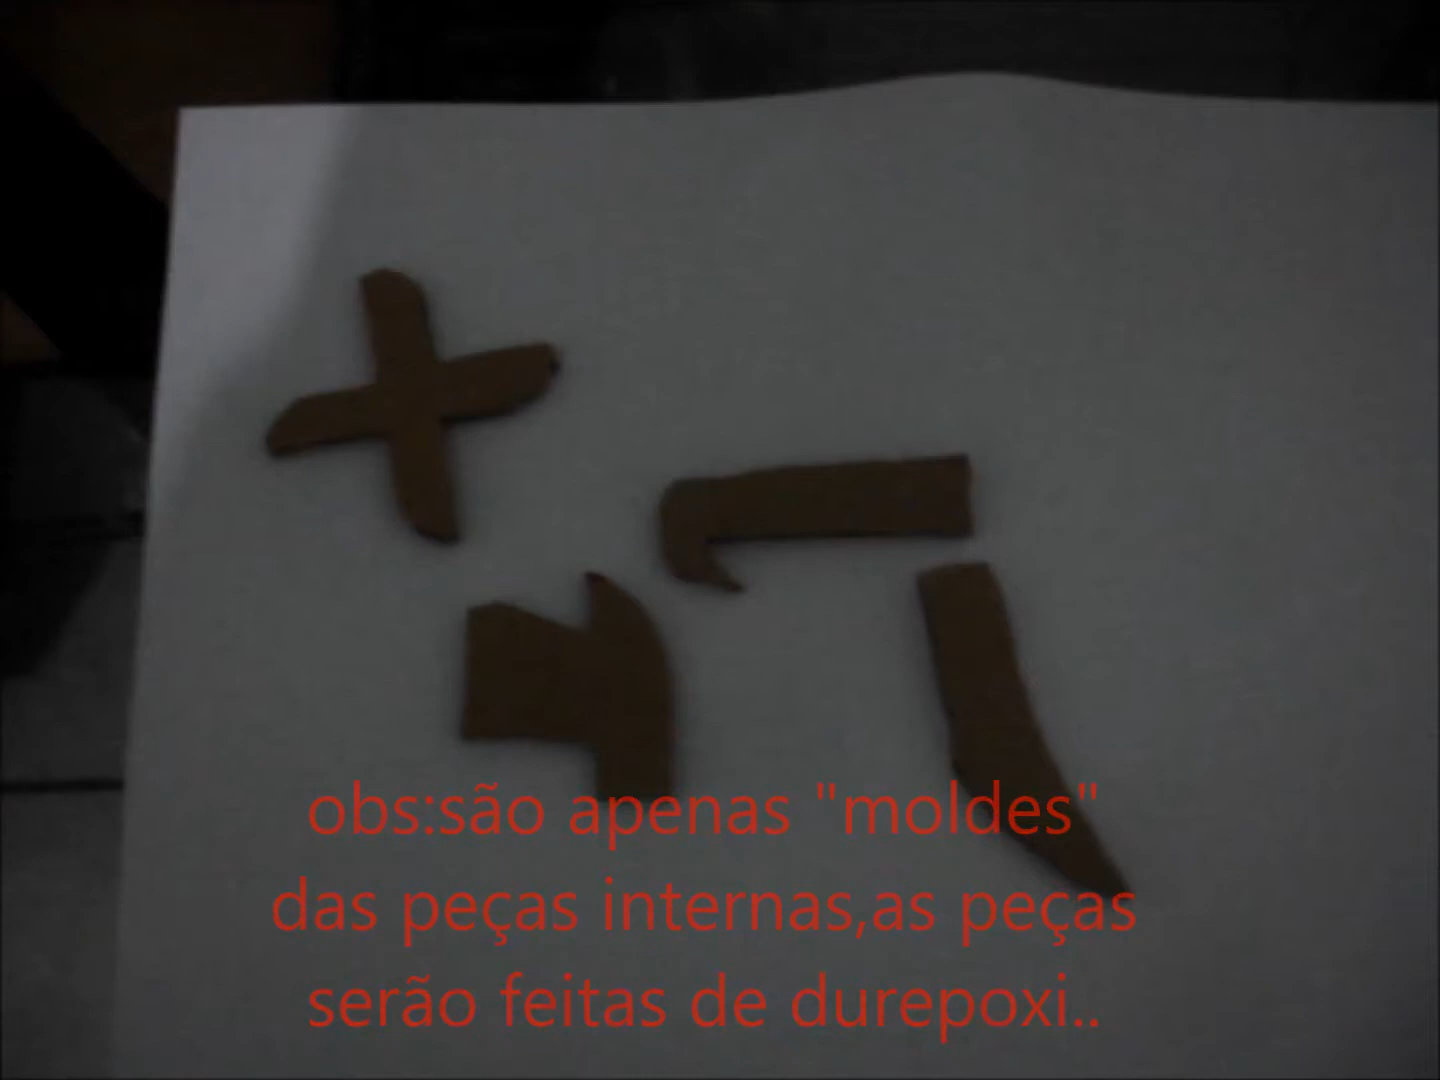 obs:são apenas "moldes"
das peças internas,as peças
serão feitas de durepoxi..